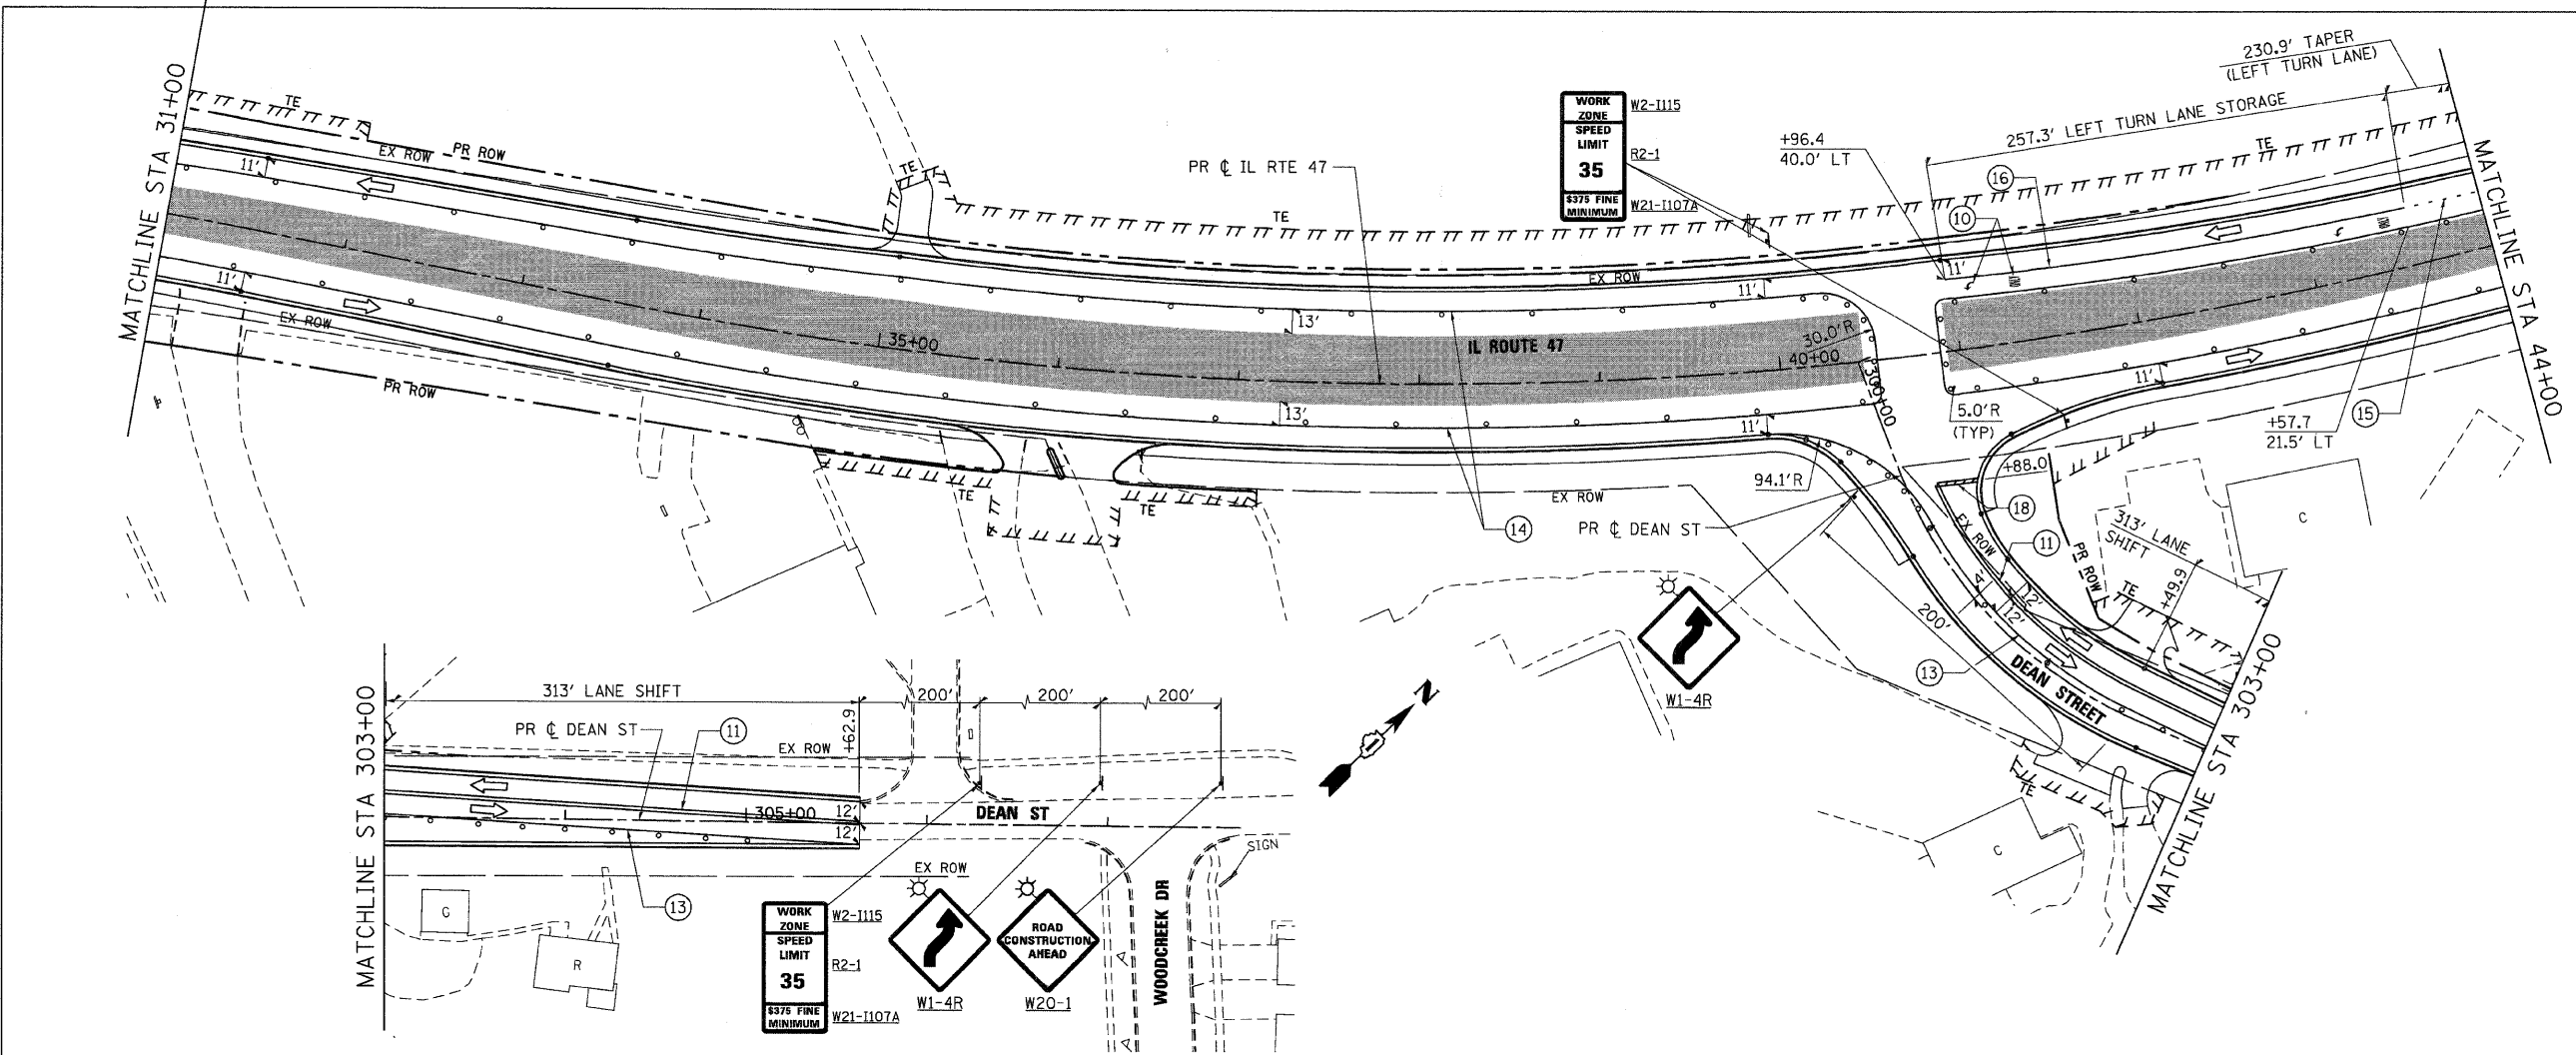 MATCHLINE STA 31+00
TE
11'
EX ROW
PR ROW
TE
PR ℄ IL RTE 47
TE
WORK
ZONE
SPEED
LIMIT
35
$375 FINE
MINIMUM
W2-I115
R2-1
W21-I107A
+96.4
40.0' LT
230.9' TAPER
(LEFT TURN LANE)
257.3' LEFT TURN LANE STORAGE
TE
16
10
11'
MATCHLINE STA 44+00
11'
EX ROW
PR ROW
35+00
13'
13'
EX ROW
11'
IL ROUTE 47
30.0'R
40+00
300+00
11'
5.0'R
(TYP)
11'
+57.7
21.5' LT
15
TE
TE
14
EX ROW
PR ℄ DEAN ST
94.1'R
+88.0
18
EX ROW
11
PR ROW
313' LANE
SHIFT
C
TE
+49.9
4'
12'
12'
200'
13
DEAN STREET
W1-4R
N
TE
C
MATCHLINE STA 303+00
MATCHLINE STA 303+00
313' LANE SHIFT
200'
200'
200'
PR ℄ DEAN ST
11
EX ROW
+62.9
305+00
12'
12'
DEAN ST
EX ROW
SIGN
13
G
R
WORK
ZONE
SPEED
LIMIT
35
$375 FINE
MINIMUM
W2-I115
R2-1
W21-I107A
W1-4R
ROAD
CONSTRUCTION
AHEAD
W20-1
WOODCREEK DR